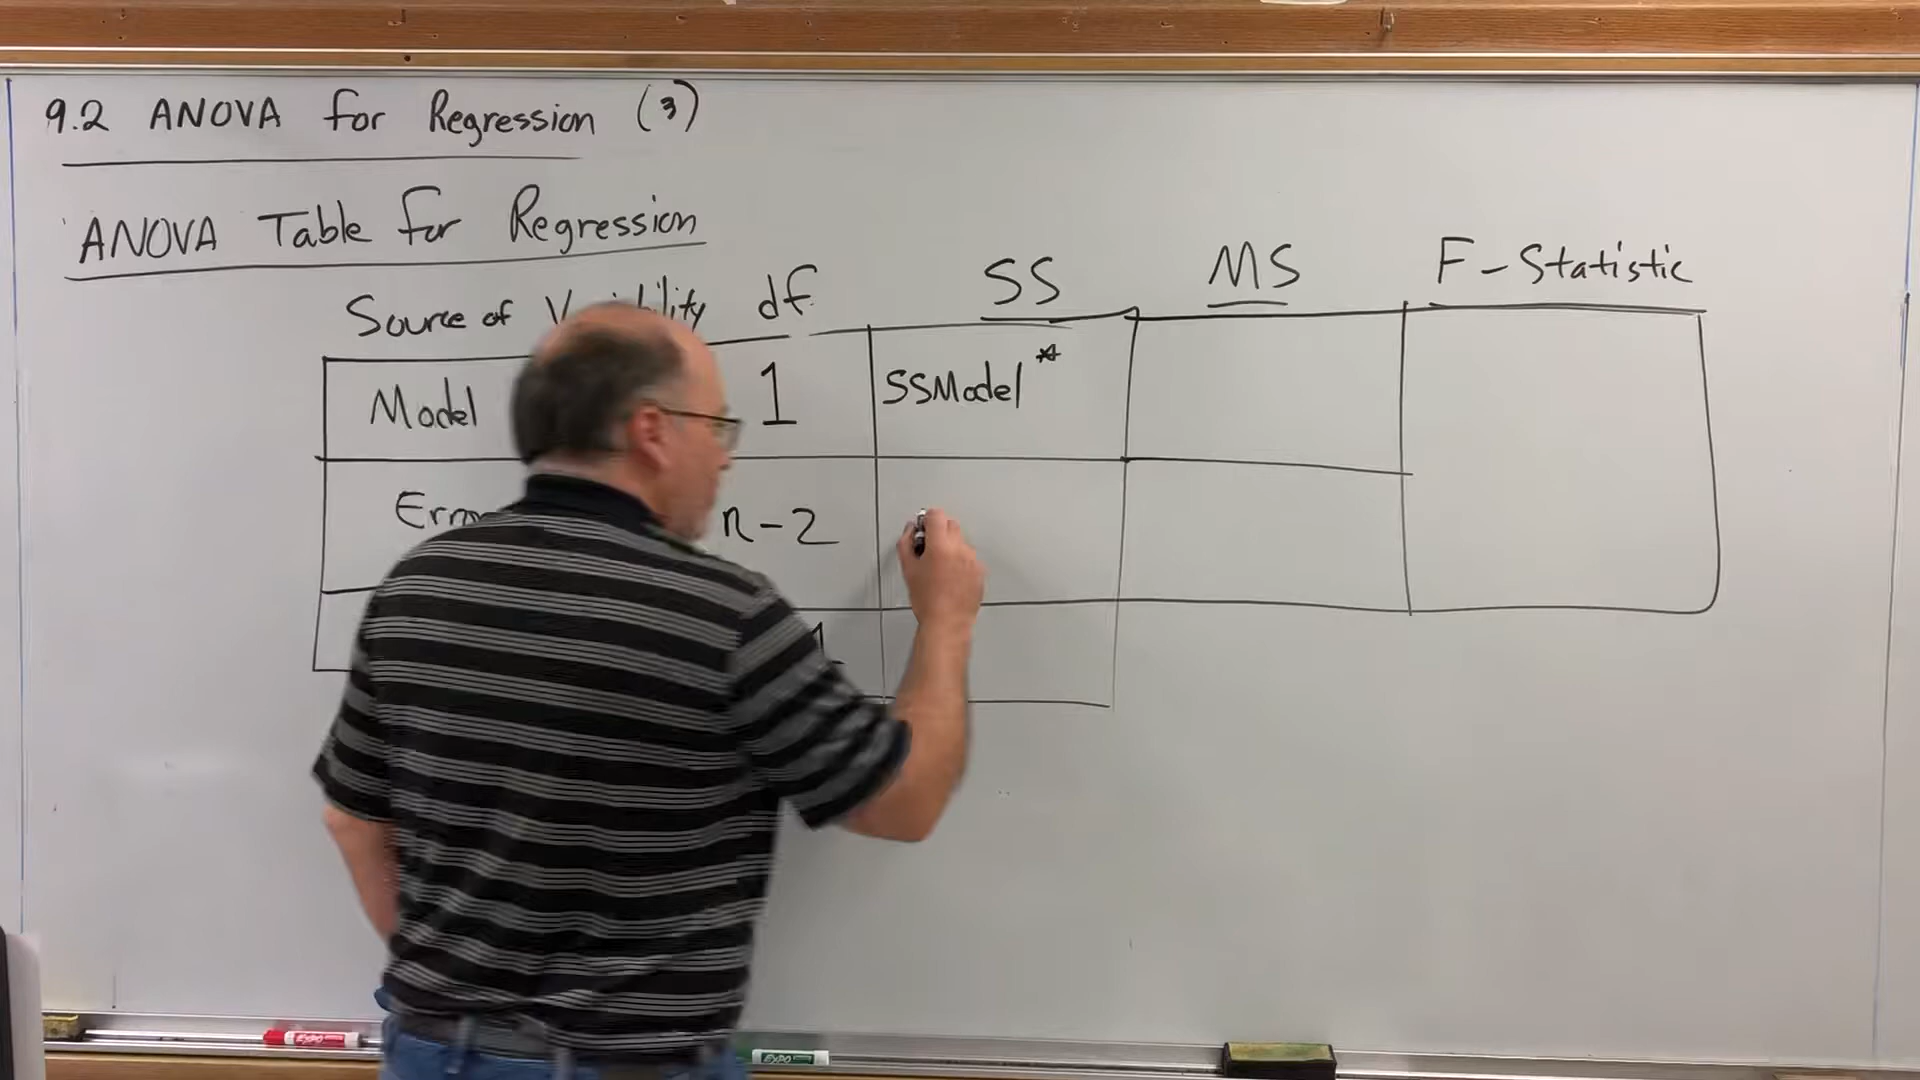 9.2 ANOVA for Regression (3)
ANOVA Table for Regression
Source of df SS MS F-Statistic
Model 1 SSModel*
n-2
EXPO
EXPO